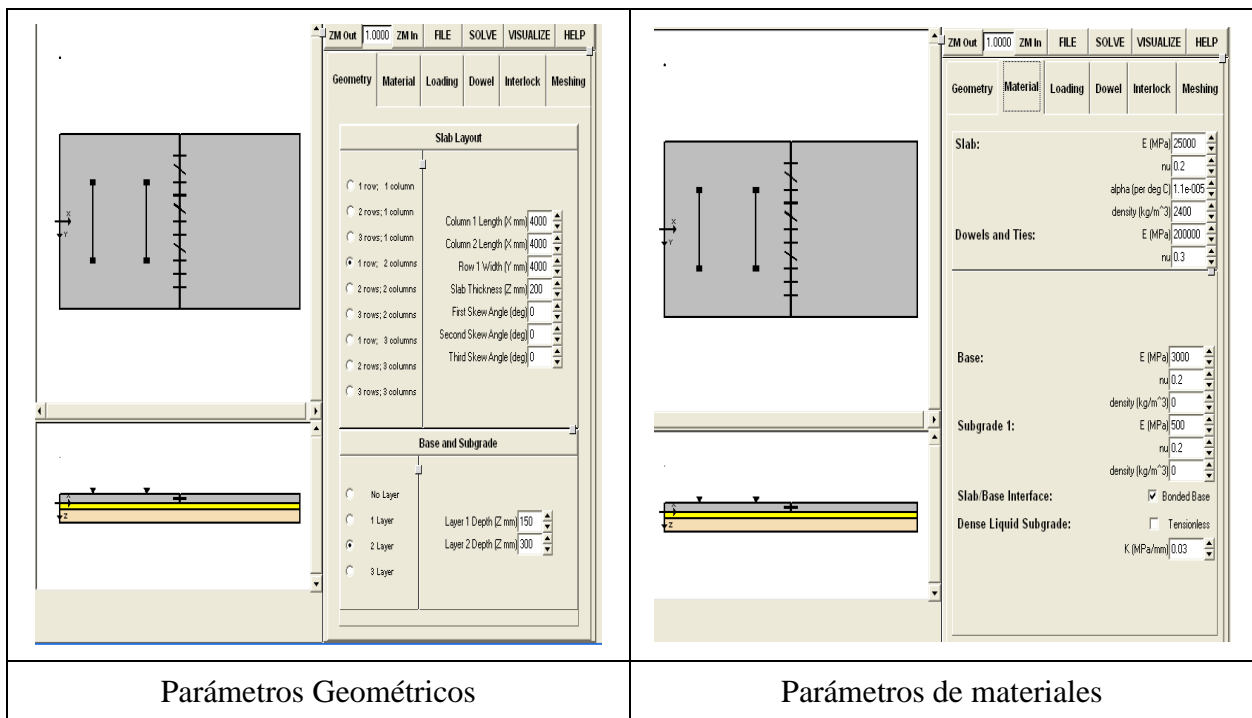 ZM Out 1.0000 ZM In FILE SOLVE VISUALIZE HELP
Geometry Material Loading Dowel Interlock Meshing
Slab Layout
1 row; 1 column
2 rows; 1 column
3 rows; 1 column
1 row; 2 columns
2 rows; 2 columns
3 rows; 2 columns
1 row; 3 columns
2 rows; 3 columns
3 rows; 3 columns
Column 1 Length (X mm) 4000
Column 2 Length (X mm) 4000
Row 1 Width (Y mm) 4000
Slab Thickness (Z mm) 200
First Skew Angle (deg) 0
Second Skew Angle (deg) 0
Third Skew Angle (deg) 0
X
Y
Base and Subgrade
No Layer
1 Layer
2 Layer
3 Layer
Layer 1 Depth (Z mm) 150
Layer 2 Depth (Z mm) 300
X
Z
Parámetros Geométricos
ZM Out 1.0000 ZM In FILE SOLVE VISUALIZE HELP
Geometry Material Loading Dowel Interlock Meshing
Slab: E (MPa) 25000
nu 0.2
alpha (per deg C) 1.1e-005
density (kg/m^3) 2400
Dowels and Ties: E (MPa) 200000
nu 0.3
X
Y
Base: E (MPa) 3000
nu 0.2
density (kg/m^3) 0
Subgrade 1: E (MPa) 500
nu 0.2
density (kg/m^3) 0
Slab/Base Interface: Bonded Base
Dense Liquid Subgrade: Tensionless
K (MPa/mm) 0.03
X
Z
Parámetros de materiales